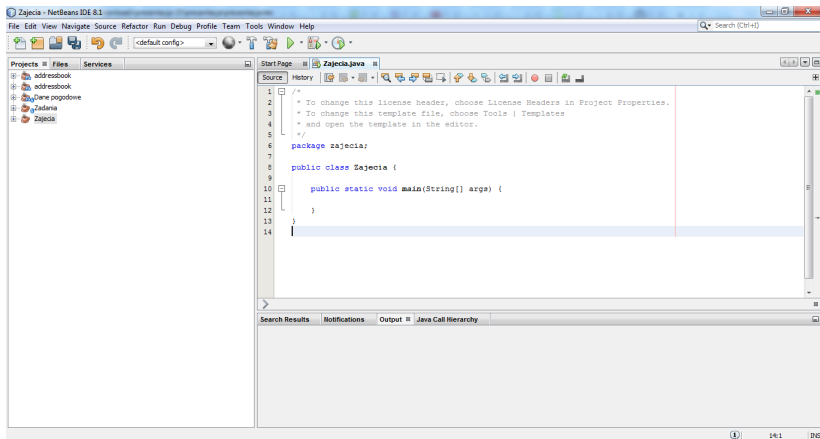 Zajecia - NetBeans IDE 8.1
File Edit View Navigate Source Refactor Run Debug Profile Team Tools Window Help
Search (Ctrl+I)
<default config>
Projects Files Services
addressbook
addressbook
Dane pogodowe
Zadania
Zajecia
Start Page Zajecia.java
Source History
1 /*
2 * To change this license header, choose License Headers in Project Properties.
3 * To change this template file, choose Tools | Templates
4 * and open the template in the editor.
5 */
6 package zajecia;
7
8 public class Zajecia {
9
10 public static void main(String[] args) {
11
12 }
13 }
14
Search Results Notifications Output Java Call Hierarchy
1 14:1 INS